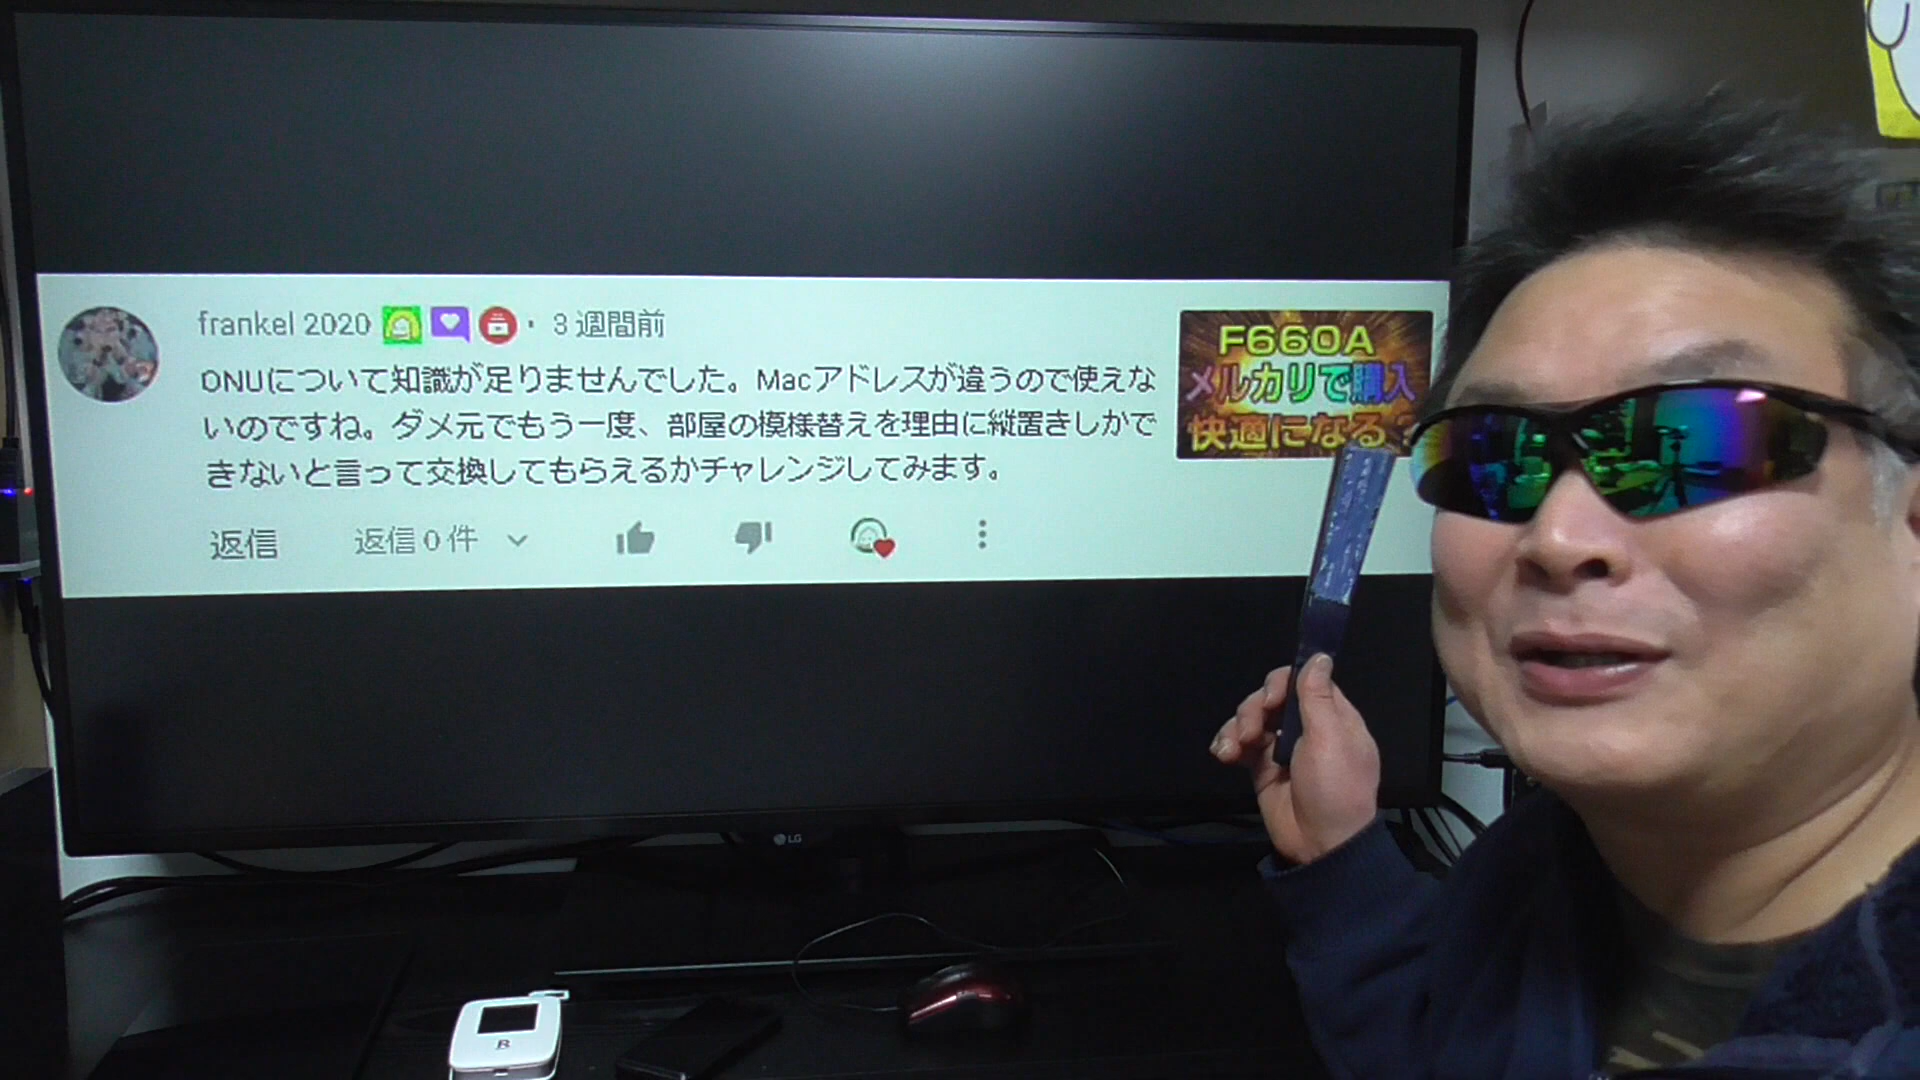 frankel 2020 · 3 週間前
ONUについて知識が足りませんでした。Macアドレスが違うので使えな
いのですね。ダメ元でもう一度、部屋の模様替えを理由に縦置きしかで
きないと言って交換してもらえるかチャレンジしてみます。
返信 返信 0 件
F660A
メルカリで購入
快適になる？
LG
R